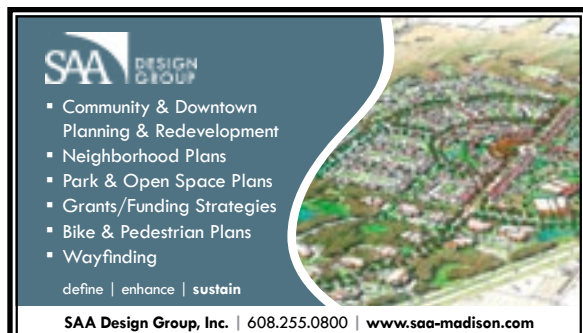 SAA DESIGN
GROUP
▪ Community & Downtown
Planning & Redevelopment
▪ Neighborhood Plans
▪ Park & Open Space Plans
▪ Grants/Funding Strategies
▪ Bike & Pedestrian Plans
▪ Wayfinding
define | enhance | sustain
SAA Design Group, Inc. | 608.255.0800 | www.saa-madison.com